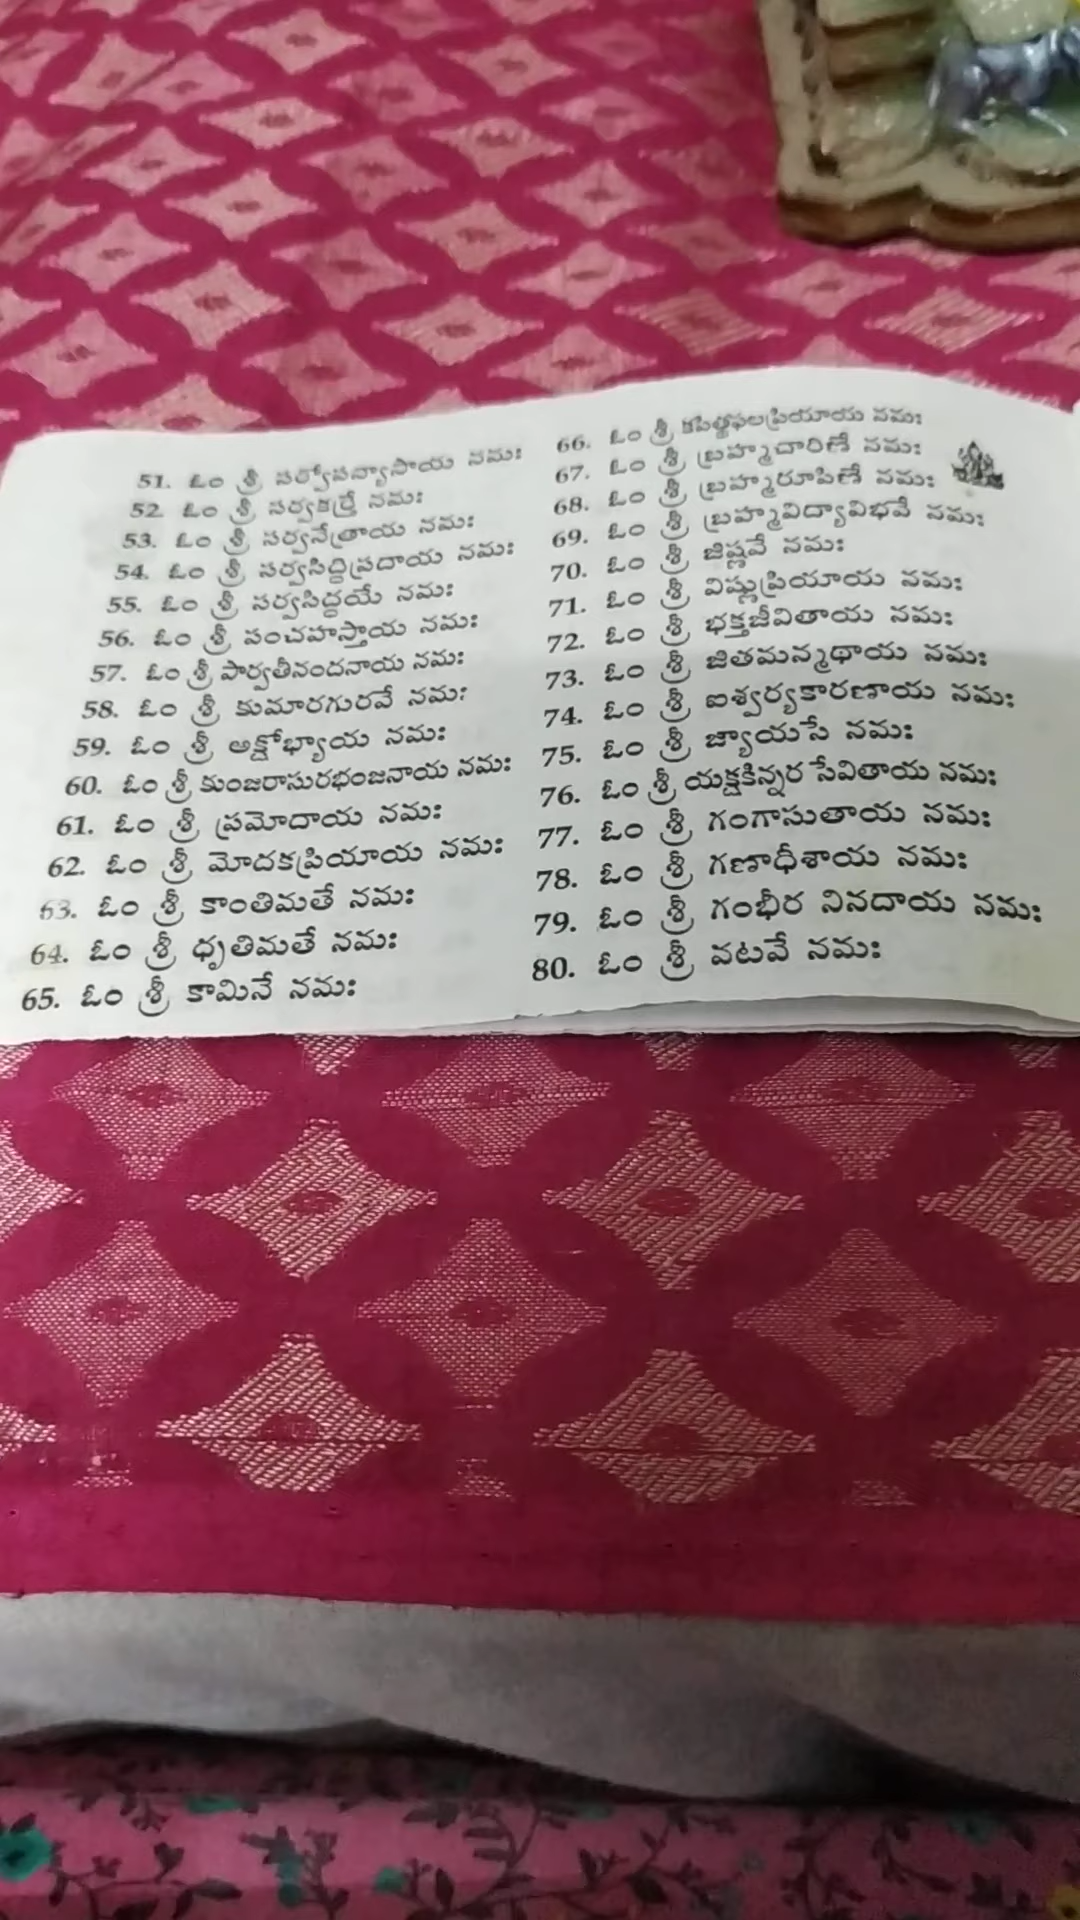 51. ఓం శ్రీ సర్వోపన్యాసాయ నమః
52. ఓం శ్రీ సర్వకర్త్రే నమః
53. ఓం శ్రీ సర్వనేత్రాయ నమః
54. ఓం శ్రీ సర్వసిద్ధిప్రదాయ నమః
55. ఓం శ్రీ సర్వసిద్ధయే నమః
56. ఓం శ్రీ పంచహస్తాయ నమః
57. ఓం శ్రీ పార్వతీనందనాయ నమః
58. ఓం శ్రీ కుమారగురవే నమః
59. ఓం శ్రీ అక్షోభ్యాయ నమః
60. ఓం శ్రీ కుంజరాసురభంజనాయ నమః
61. ఓం శ్రీ ప్రమోదాయ నమః
62. ఓం శ్రీ మోదకప్రియాయ నమః
63. ఓం శ్రీ కాంతిమతే నమః
64. ఓం శ్రీ ధృతిమతే నమః
65. ఓం శ్రీ కామినే నమః
66. ఓం శ్రీ కపిత్థఫలప్రియాయ నమః
67. ఓం శ్రీ బ్రహ్మచారిణే నమః
68. ఓం శ్రీ బ్రహ్మరూపిణే నమః
69. ఓం శ్రీ బ్రహ్మవిద్యావిభవే నమః
70. ఓం శ్రీ జిష్ణవే నమః
71. ఓం శ్రీ విష్ణుప్రియాయ నమః
72. ఓం శ్రీ భక్తజీవితాయ నమః
73. ఓం శ్రీ జితమన్మథాయ నమః
74. ఓం శ్రీ ఐశ్వర్యకారణాయ నమః
75. ఓం శ్రీ జ్యాయసే నమః
76. ఓం శ్రీ యక్షకిన్నర సేవితాయ నమః
77. ఓం శ్రీ గంగాసుతాయ నమః
78. ఓం శ్రీ గణాధీశాయ నమః
79. ఓం శ్రీ గంభీర నినదాయ నమః
80. ఓం శ్రీ వటవే నమః